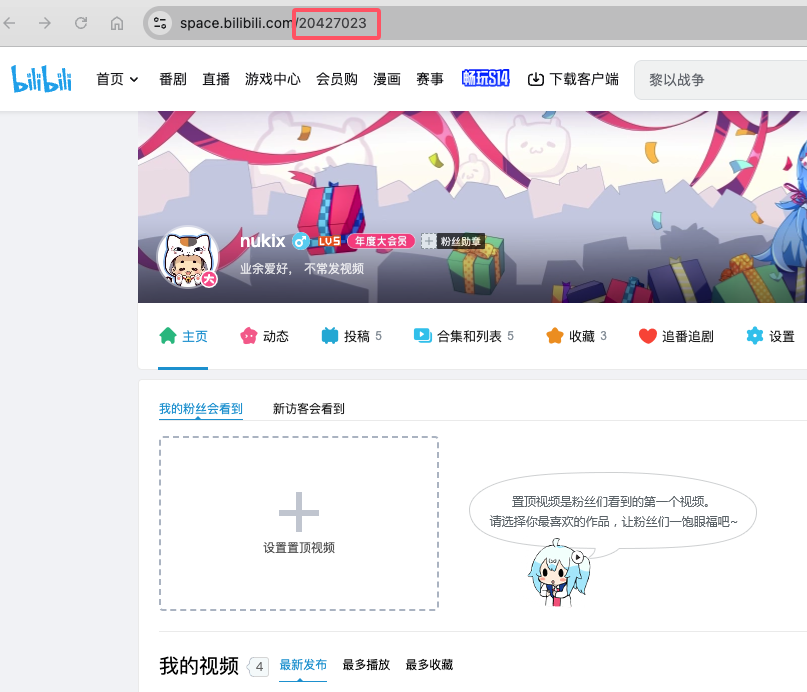 space.bilibili.com/20427023
bilibili 首页 番剧 直播 游戏中心 会员购 漫画 赛事 畅玩S14 下载客户端 黎以战争
nukix LV5 年度大会员 + 粉丝勋章
大 业余爱好， 不常发视频
主页 动态 投稿 5 合集和列表 5 收藏 3 追番追剧 设置
我的粉丝会看到 新访客会看到
置顶视频是粉丝们看到的第一个视频。
请选择你最喜欢的作品，让粉丝们一饱眼福吧~
设置置顶视频
我的视频 4 最新发布 最多播放 最多收藏